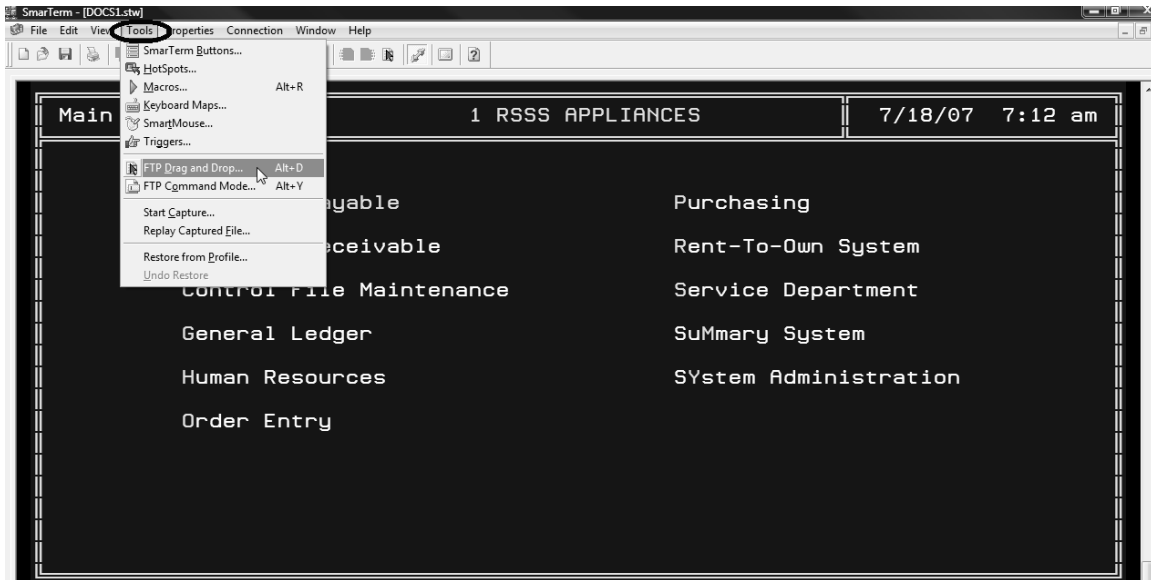 SmarTerm - [DOCS1.stw]
File Edit View Tools Properties Connection Window Help
SmarTerm Buttons...
HotSpots...
Macros... Alt+R
Keyboard Maps...
SmartMouse...
Triggers...
FTP Drag and Drop... Alt+D
FTP Command Mode... Alt+Y
Start Capture...
Replay Captured File...
Restore from Profile...
Undo Restore
Main 1 RSSS APPLIANCES 7/18/07 7:12 am
ayable Purchasing
eceivable Rent-To-Own System
Control File Maintenance Service Department
General Ledger SuMmary System
Human Resources SYstem Administration
Order Entry